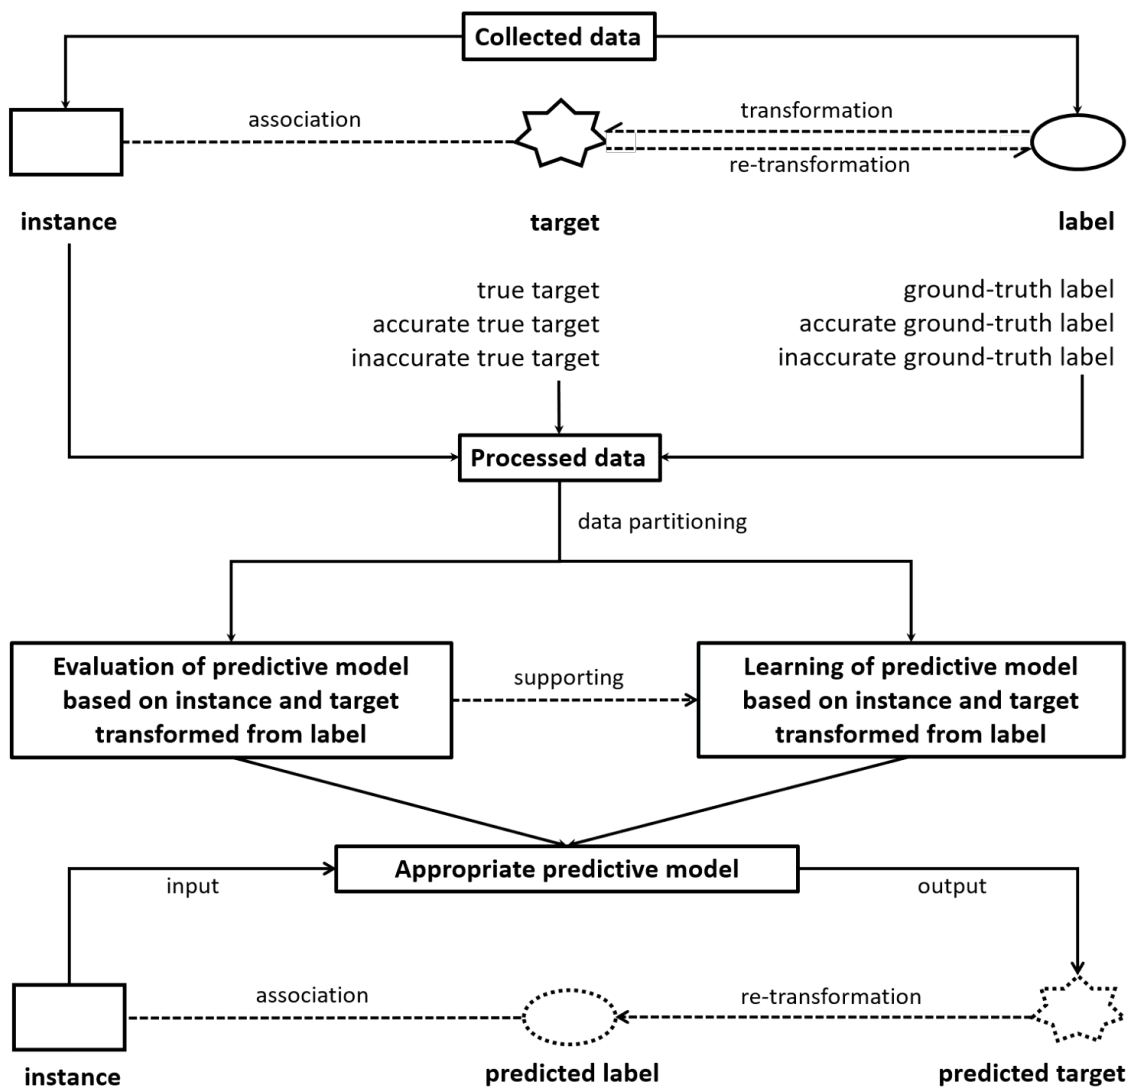 Collected data
association
transformation
re-transformation
instance
target
label
true target
accurate true target
inaccurate true target
ground-truth label
accurate ground-truth label
inaccurate ground-truth label
Processed data
data partitioning
Evaluation of predictive model
based on instance and target
transformed from label
supporting
Learning of predictive model
based on instance and target
transformed from label
Appropriate predictive model
input
output
association
re-transformation
instance
predicted label
predicted target